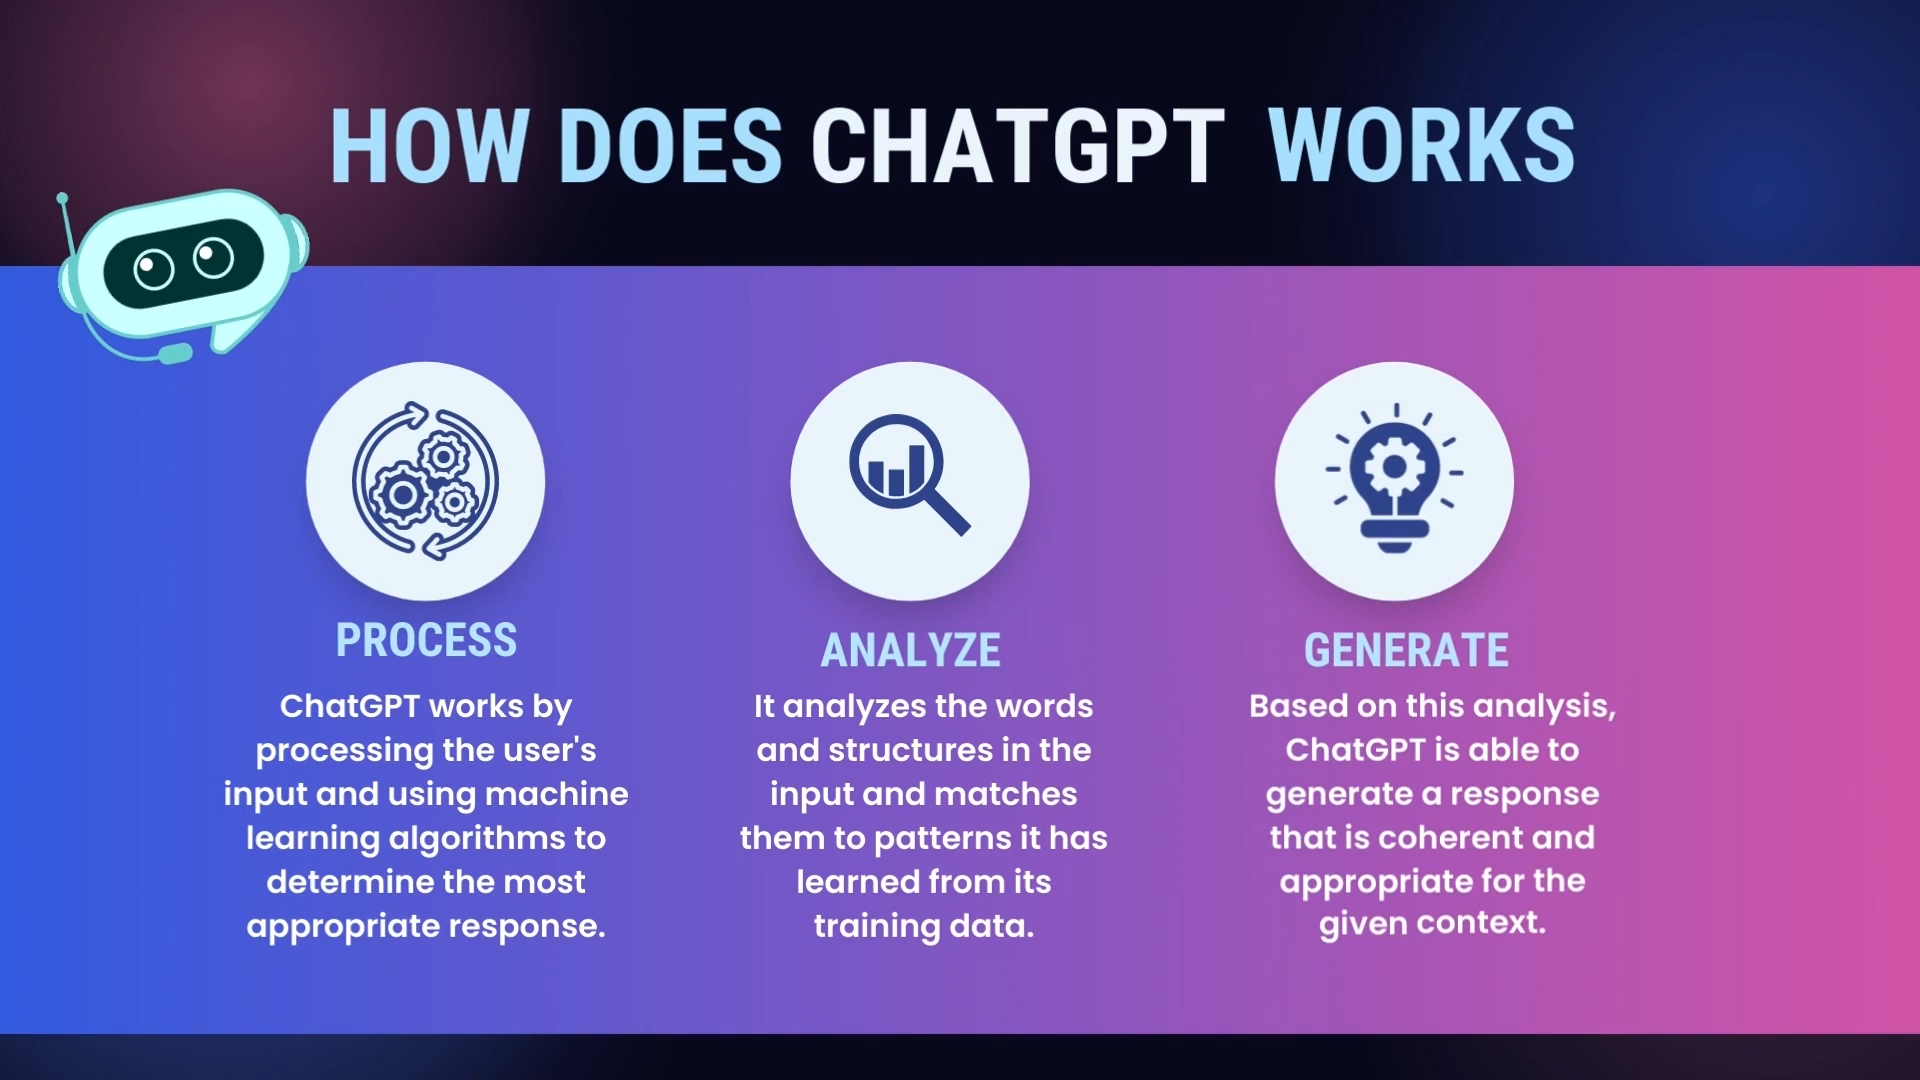 HOW DOES CHATGPT WORKS
PROCESS
ChatGPT works by
processing the user's
input and using machine
learning algorithms to
determine the most
appropriate response.
ANALYZE
It analyzes the words
and structures in the
input and matches
them to patterns it has
learned from its
training data.
GENERATE
Based on this analysis,
ChatGPT is able to
generate a response
that is coherent and
appropriate for the
given context.